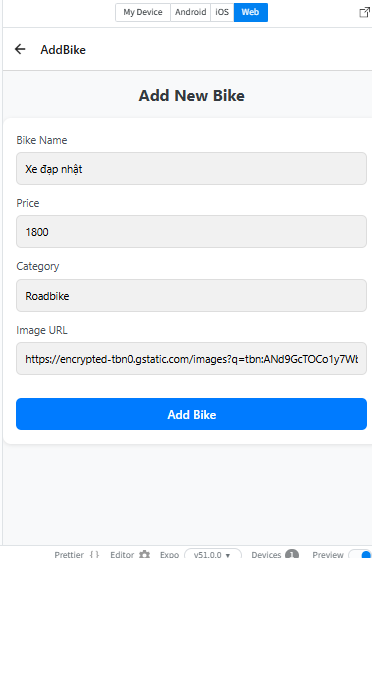 My Device Android iOS Web
AddBike
Add New Bike
Bike Name
Xe đạp nhật
Price
1800
Category
Roadbike
Image URL
https://encrypted-tbn0.gstatic.com/images?q=tbn:ANd9GcTOCo1y7Wb
Add Bike
Prettier { } Editor Expo v51.0.0 ▾ Devices 1 Preview